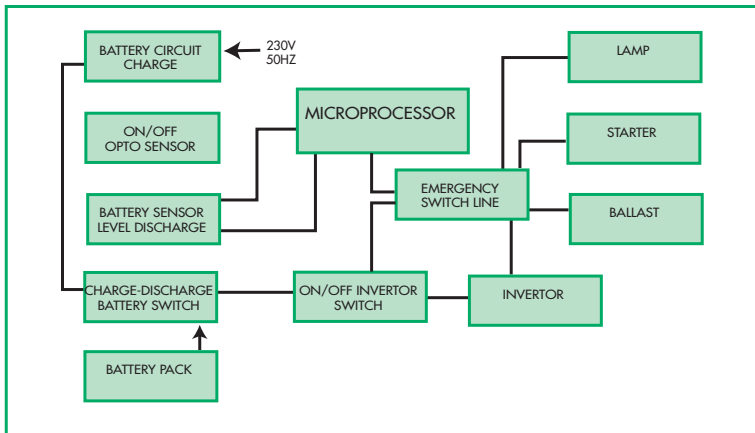 BATTERY CIRCUIT
CHARGE
230V
50HZ
LAMP
MICROPROCESSOR
ON/OFF
OPTO SENSOR
STARTER
EMERGENCY
SWITCH LINE
BATTERY SENSOR
LEVEL DISCHARGE
BALLAST
CHARGE-DISCHARGE
BATTERY SWITCH
ON/OFF INVERTOR
SWITCH
INVERTOR
BATTERY PACK